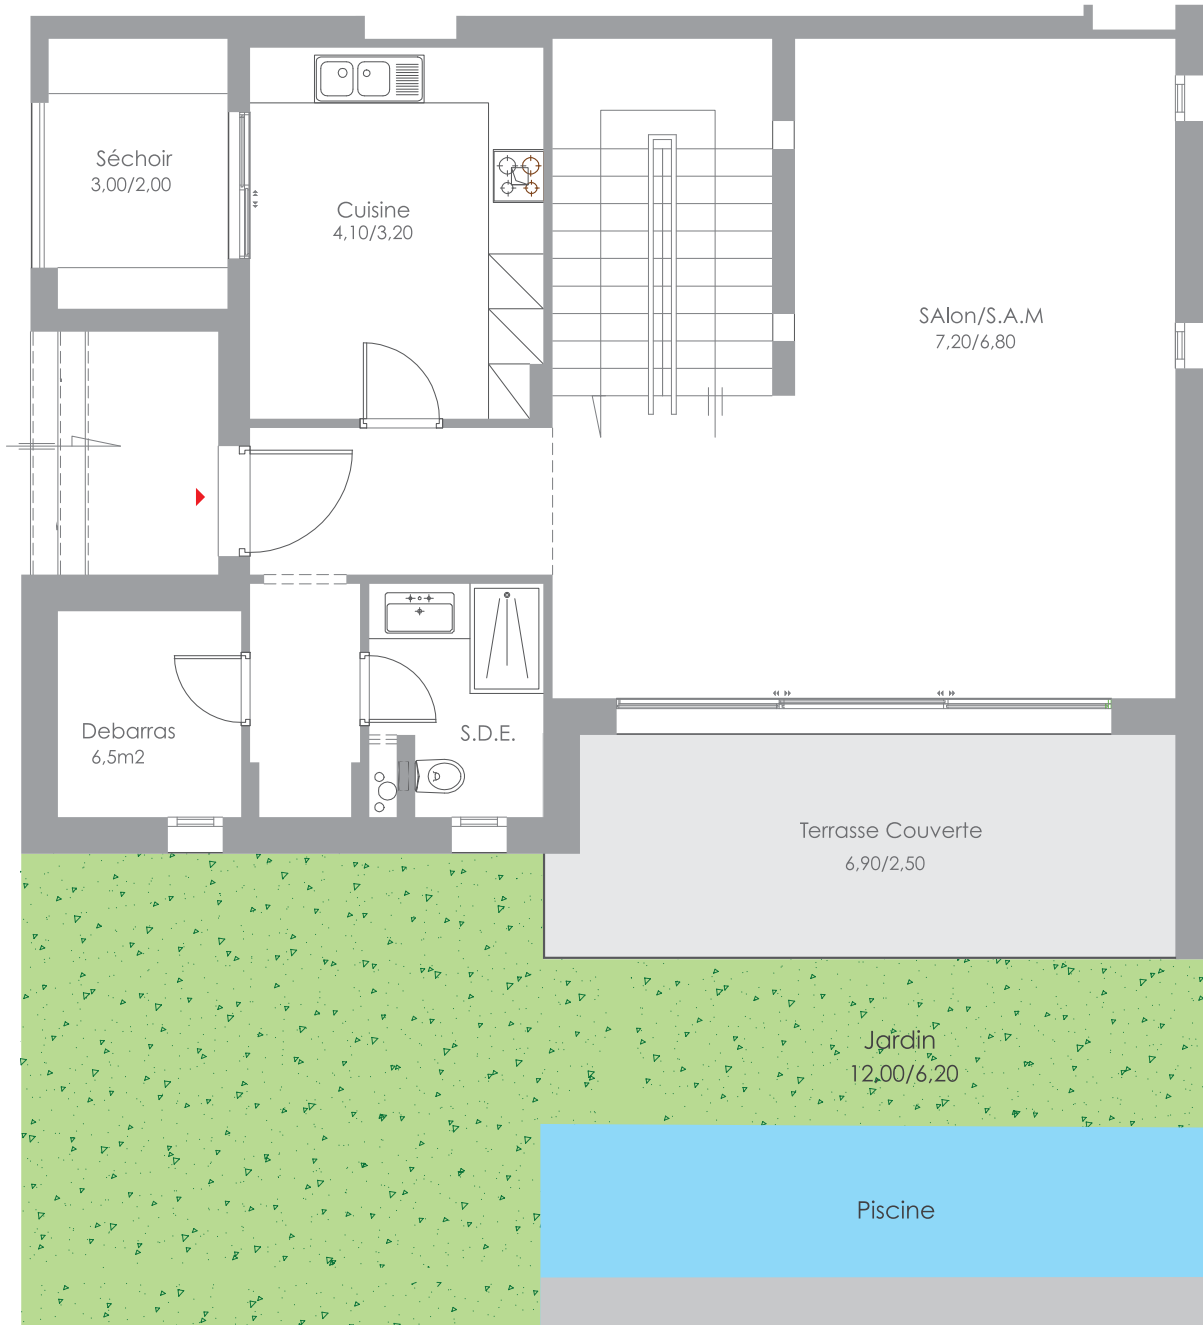 Séchoir
3,00/2,00
Cuisine
4,10/3,20
SAlon/S.A.M
7,20/6,80
Debarras
6,5m2
S.D.E.
Terrasse Couverte
6,90/2,50
Jardin
12,00/6,20
Piscine